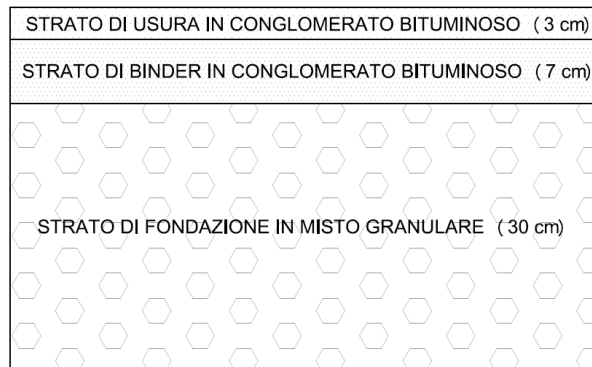 STRATO DI USURA IN CONGLOMERATO BITUMINOSO ( 3 cm)
STRATO DI BINDER IN CONGLOMERATO BITUMINOSO ( 7 cm)
STRATO DI FONDAZIONE IN MISTO GRANULARE ( 30 cm)